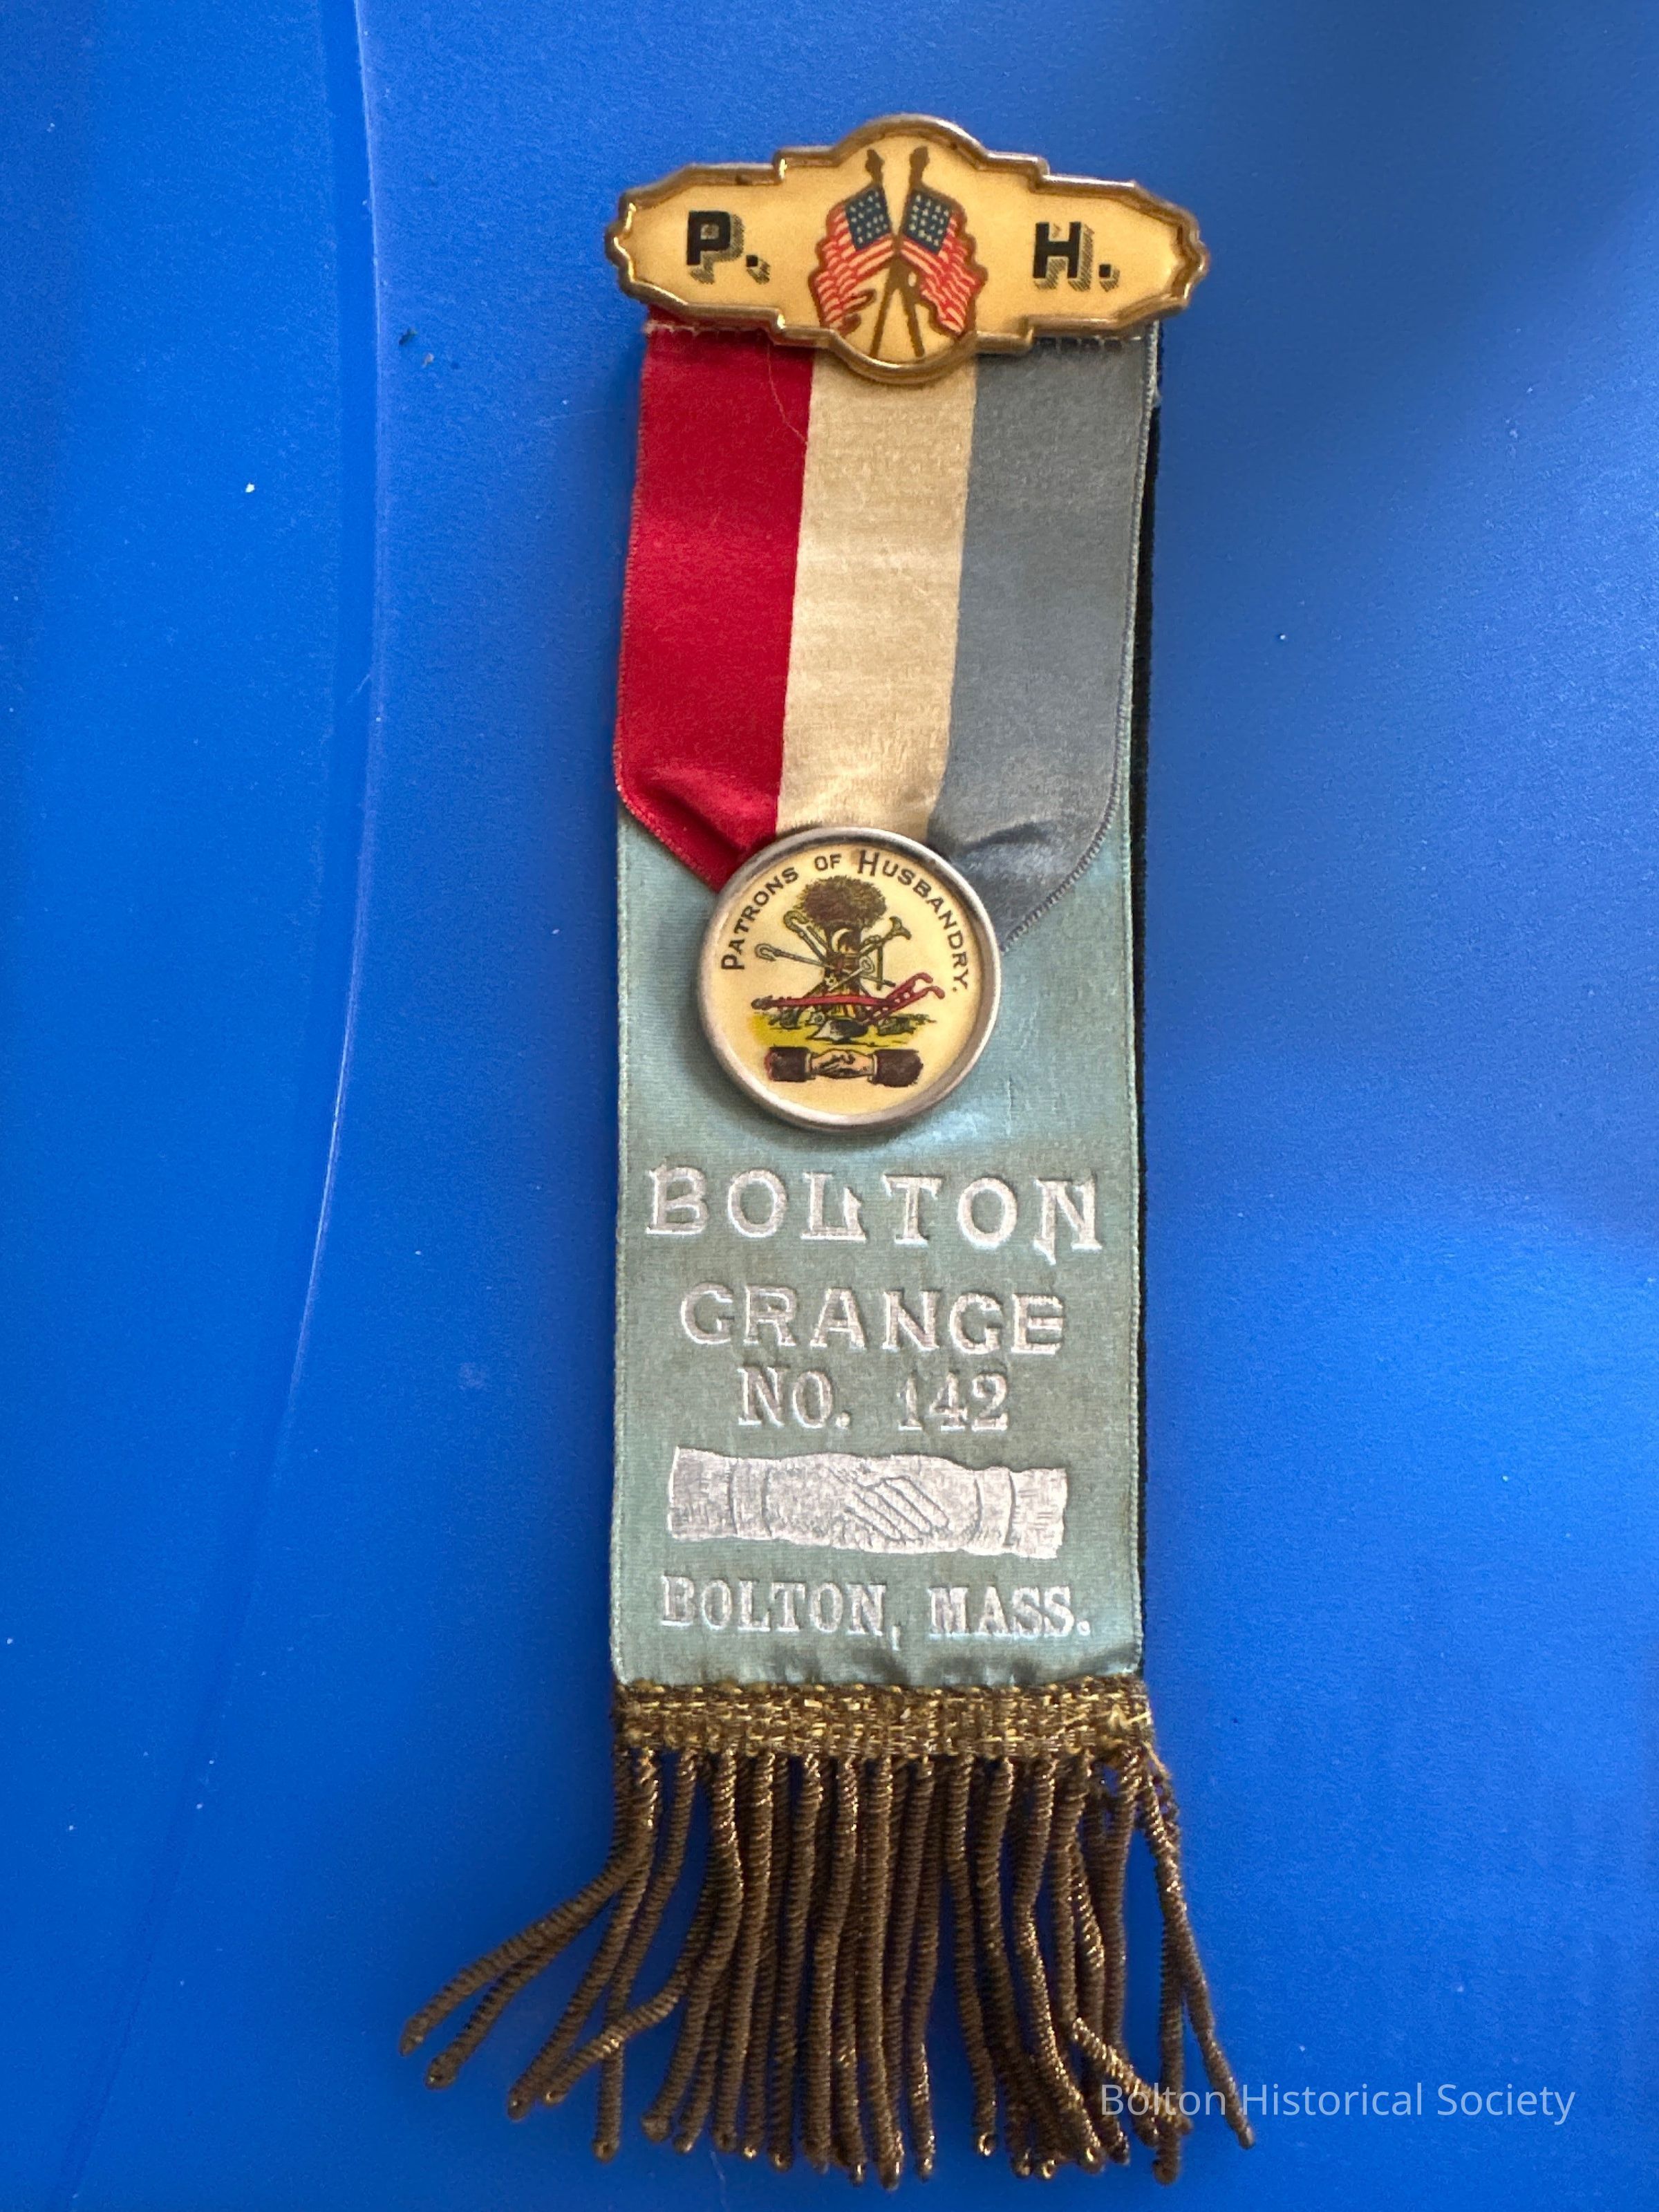 P. H.
PATRONS OF HUSBANDRY.
BOLTON
GRANGE
NO. 142
BOLTON, MASS.
Bolton Historical Society